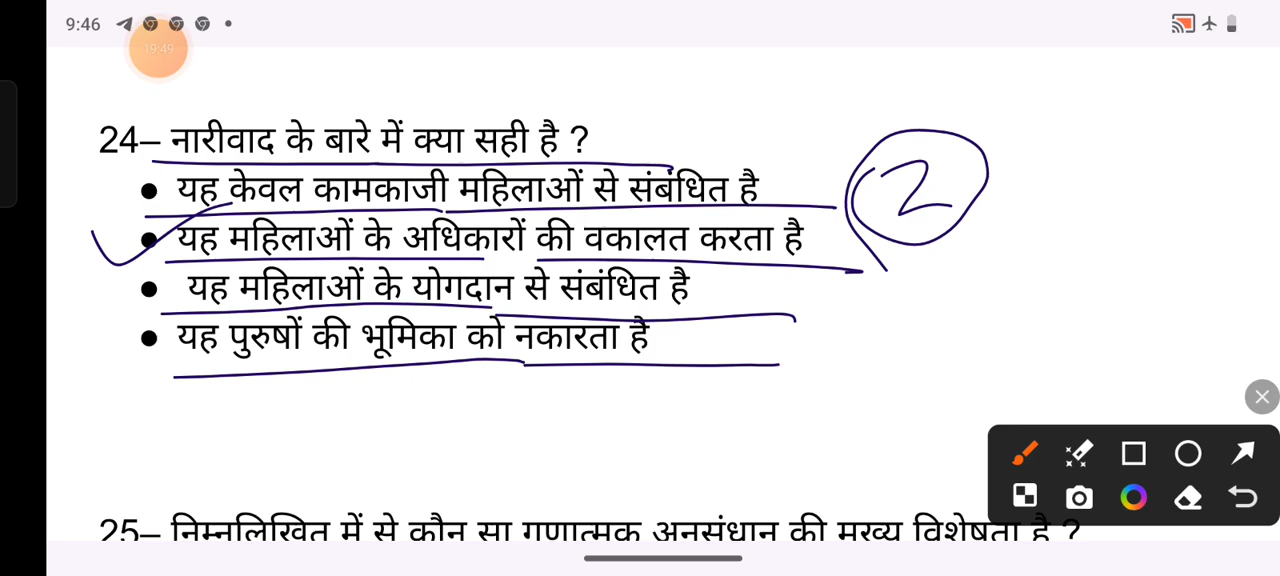 9:46
19:49
24– नारीवाद के बारे में क्या सही है ?
● यह केवल कामकाजी महिलाओं से संबंधित है
2
● यह महिलाओं के अधिकारों की वकालत करता है
● यह महिलाओं के योगदान से संबंधित है
● यह पुरुषों की भूमिका को नकारता है
25– निम्नलिखित में से कौन सा गुणात्मक अनुसंधान की मुख्य विशेषता है ?